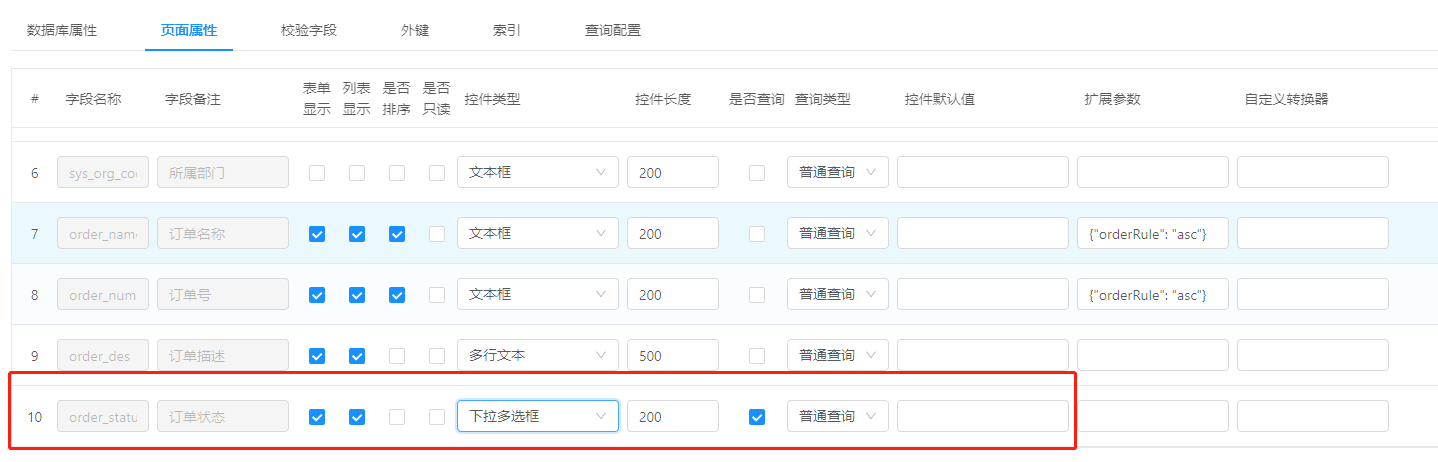 数据库属性 页面属性 校验字段 外键 索引 查询配置
# 字段名称 字段备注 表单显示 列表显示 是否排序 是否只读 控件类型 控件长度 是否查询 查询类型 控件默认值 扩展参数 自定义转换器
6 sys_org_co 所属部门 文本框 200 普通查询
7 order_nam 订单名称 文本框 200 普通查询 {"orderRule": "asc"}
8 order_num 订单号 文本框 200 普通查询 {"orderRule": "asc"}
9 order_des 订单描述 多行文本 500 普通查询
10 order_statu 订单状态 下拉多选框 200 普通查询